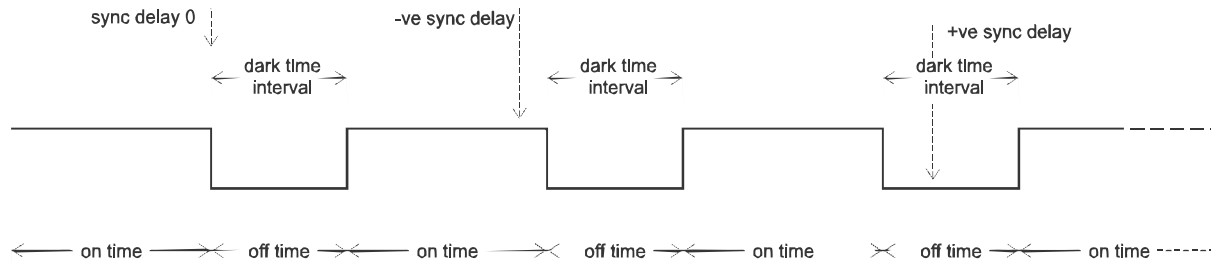 sync delay 0
-ve sync delay
+ve sync delay
dark time
interval
dark time
interval
dark time
interval
on time
off time
on time
off time
on time
off time
on time